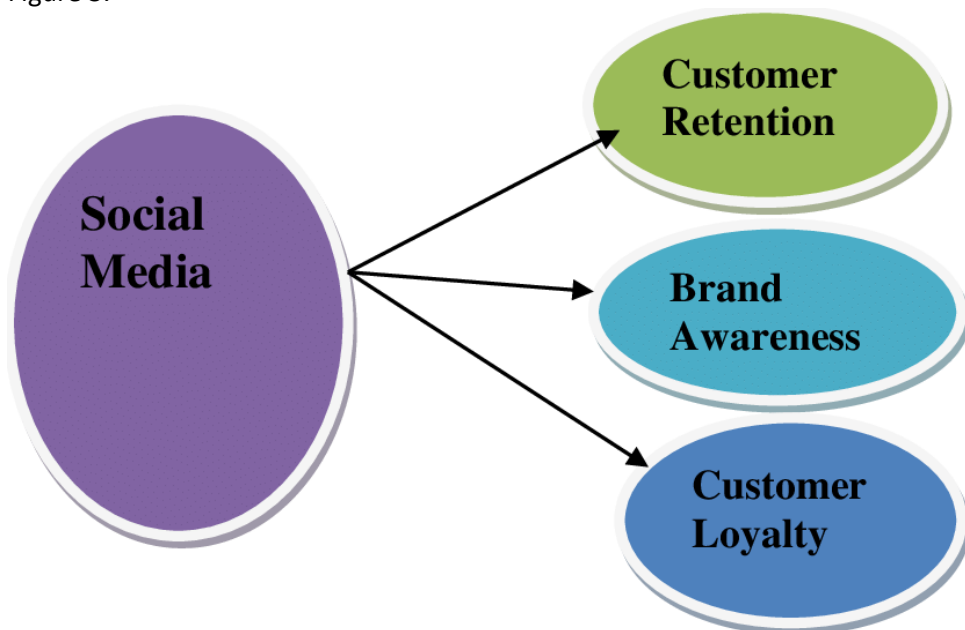 Social
Media
Customer
Retention
Brand
Awareness
Customer
Loyalty